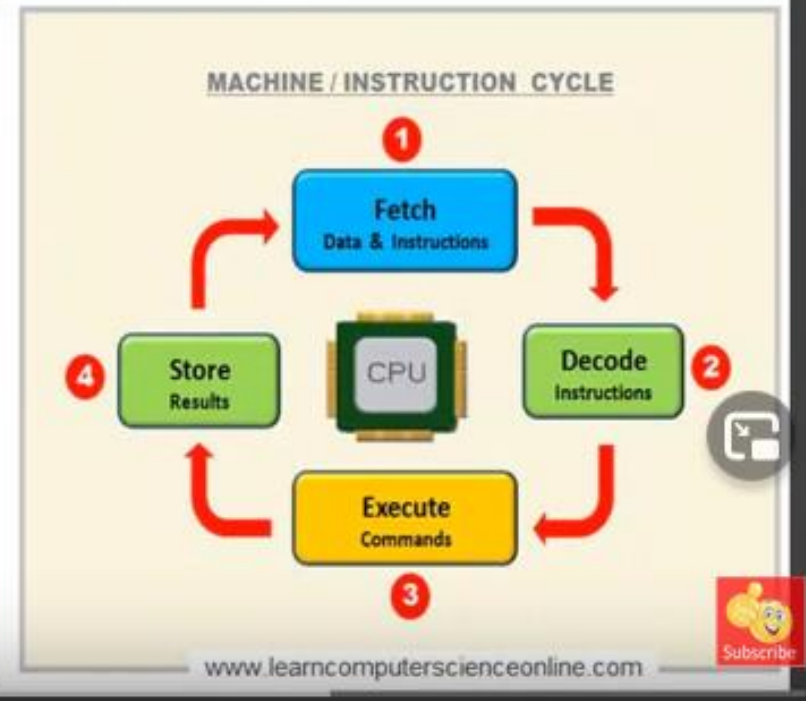 MACHINE / INSTRUCTION CYCLE
1
Fetch
Data & Instructions
4
Store
Results
CPU
Decode
Instructions
2
Execute
Commands
3
Subscribe
www.learncomputerscienceonline.com